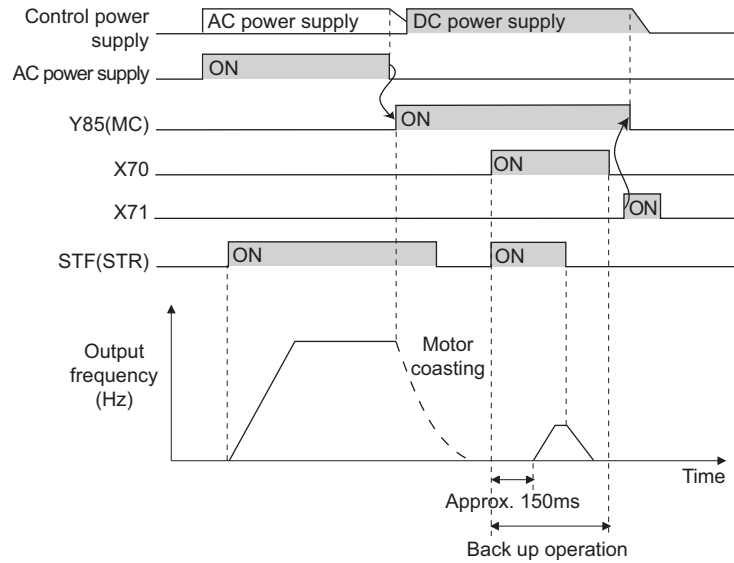 Control power
supply
AC power supply
DC power supply
AC power supply
ON
Y85(MC)
ON
X70
ON
X71
ON
STF(STR)
ON
ON
Output
frequency
(Hz)
Motor
coasting
Time
Approx. 150ms
Back up operation